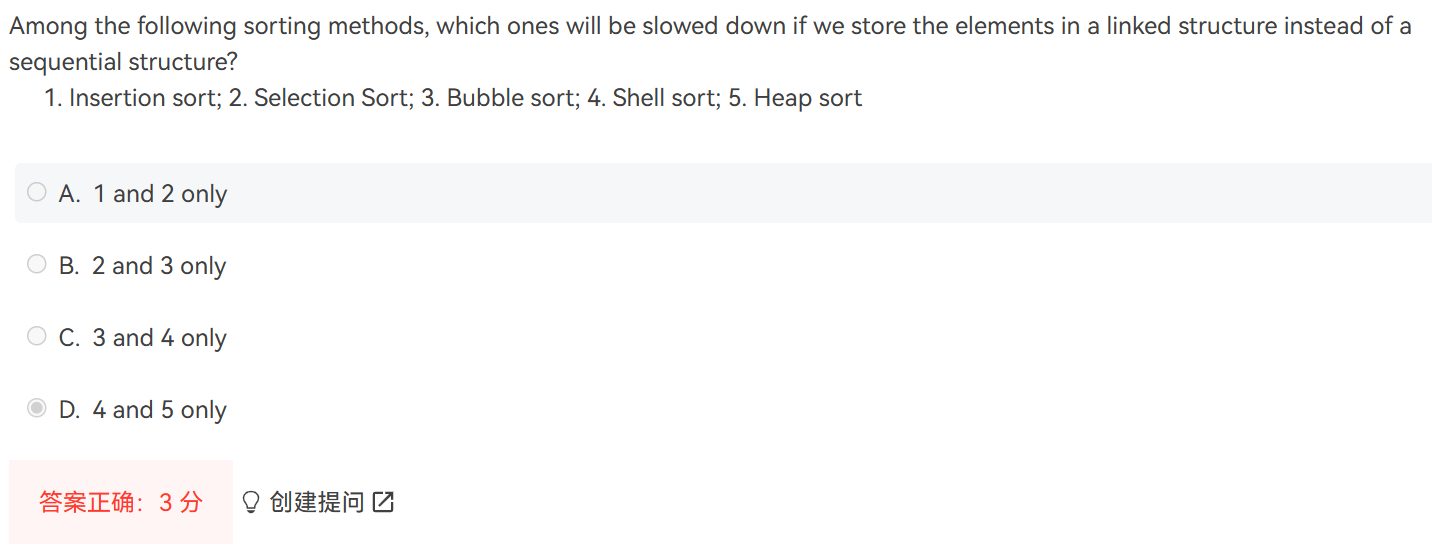 Among the following sorting methods, which ones will be slowed down if we store the elements in a linked structure instead of a
sequential structure?
1. Insertion sort; 2. Selection Sort; 3. Bubble sort; 4. Shell sort; 5. Heap sort
A. 1 and 2 only
B. 2 and 3 only
C. 3 and 4 only
D. 4 and 5 only
答案正确：3 分 创建提问